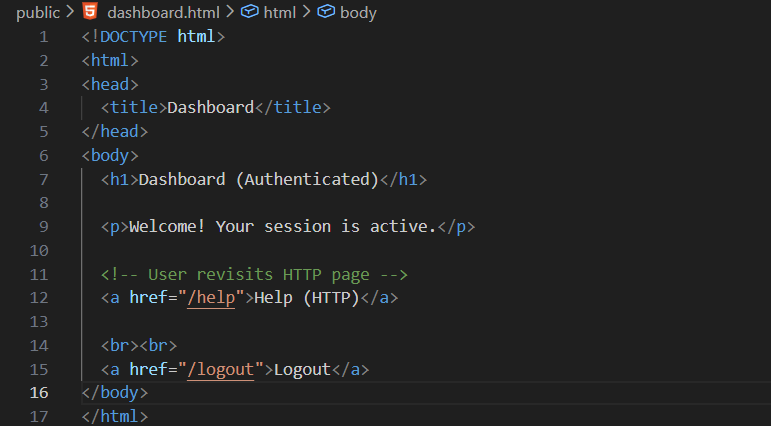 public > dashboard.html > html > body
1 <!DOCTYPE html>
2 <html>
3 <head>
4 <title>Dashboard</title>
5 </head>
6 <body>
7 <h1>Dashboard (Authenticated)</h1>
8
9 <p>Welcome! Your session is active.</p>
10
11 <!-- User revisits HTTP page -->
12 <a href="/help">Help (HTTP)</a>
13
14 <br><br>
15 <a href="/logout">Logout</a>
16 </body>
17 </html>